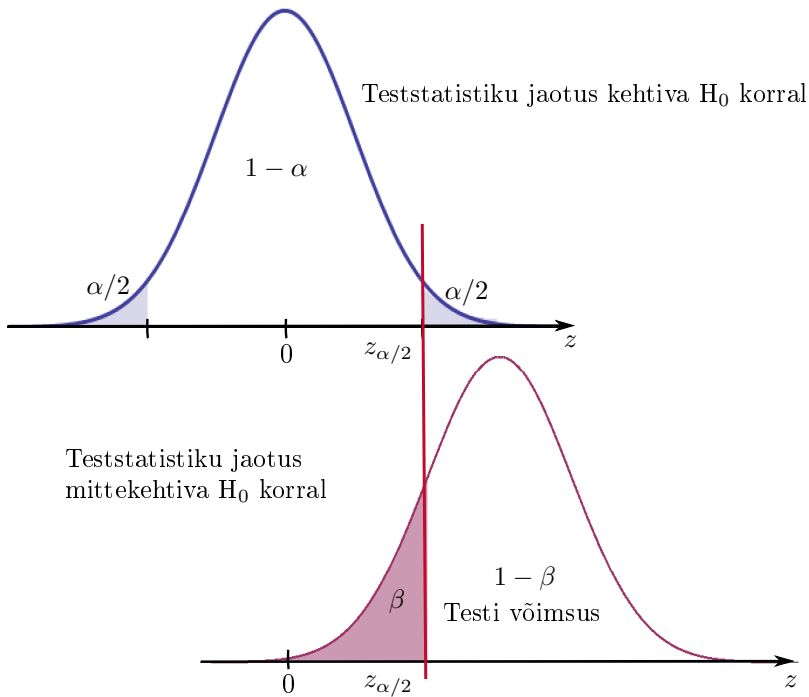 Teststatistiku jaotus kehtiva H₀ korral
1 − α
α/2
α/2
0
z_{α/2}
z
Teststatistiku jaotus
mittekehtiva H₀ korral
1 − β
β
Testi võimsus
0
z_{α/2}
z